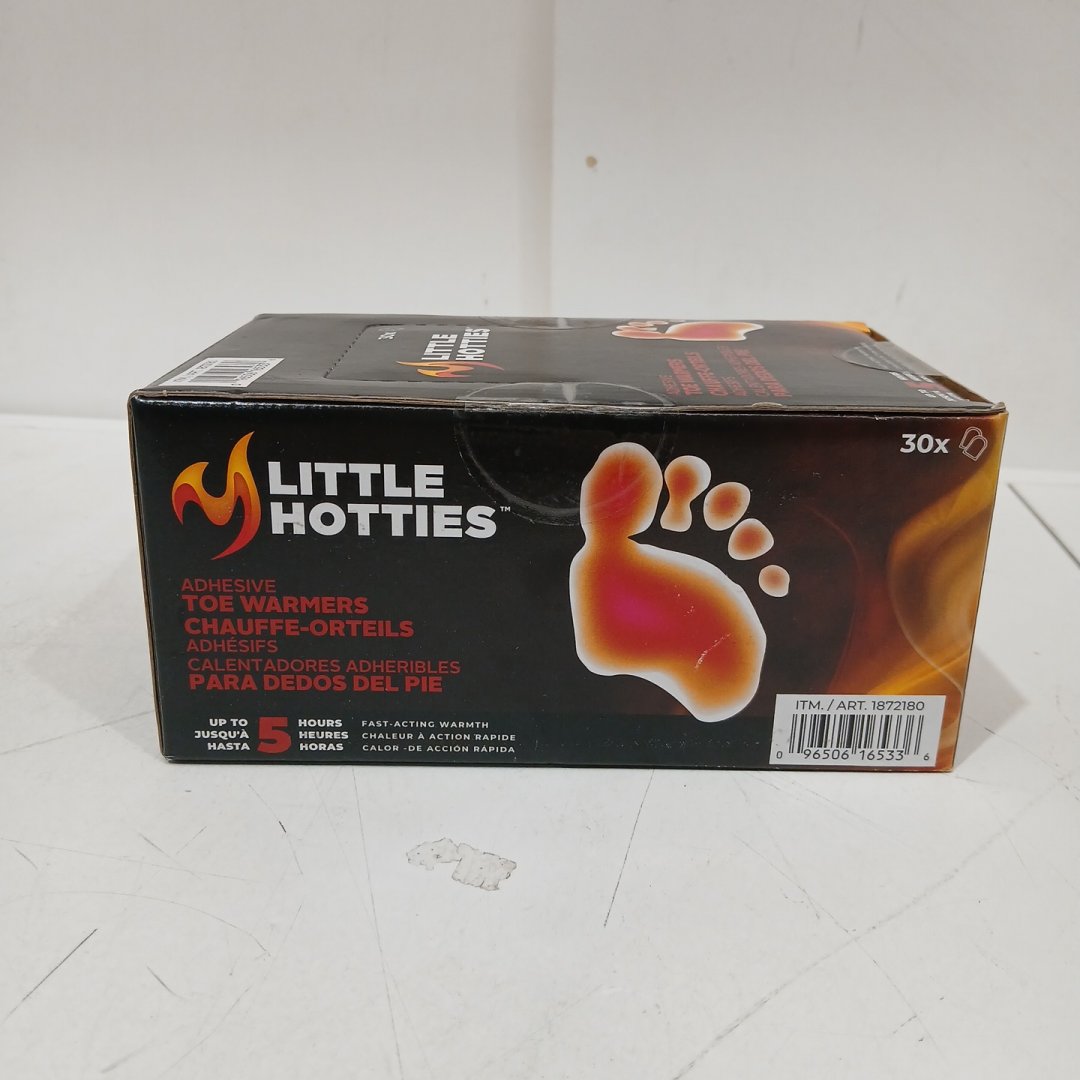 30x
LITTLE
HOTTIES
TOE WARMERS
LITTLE
HOTTIES™
30x
ADHESIVE
TOE WARMERS
CHAUFFE-ORTEILS
ADHÉSIFS
CALENTADORES ADHERIBLES
PARA DEDOS DEL PIE
UP TO
JUSQU'À
HASTA
5
HOURS
HEURES
HORAS
FAST-ACTING WARMTH
CHALEUR À ACTION RAPIDE
CALOR -DE ACCIÓN RÁPIDA
ITM. / ART. 1872180
0 96506 16533 6